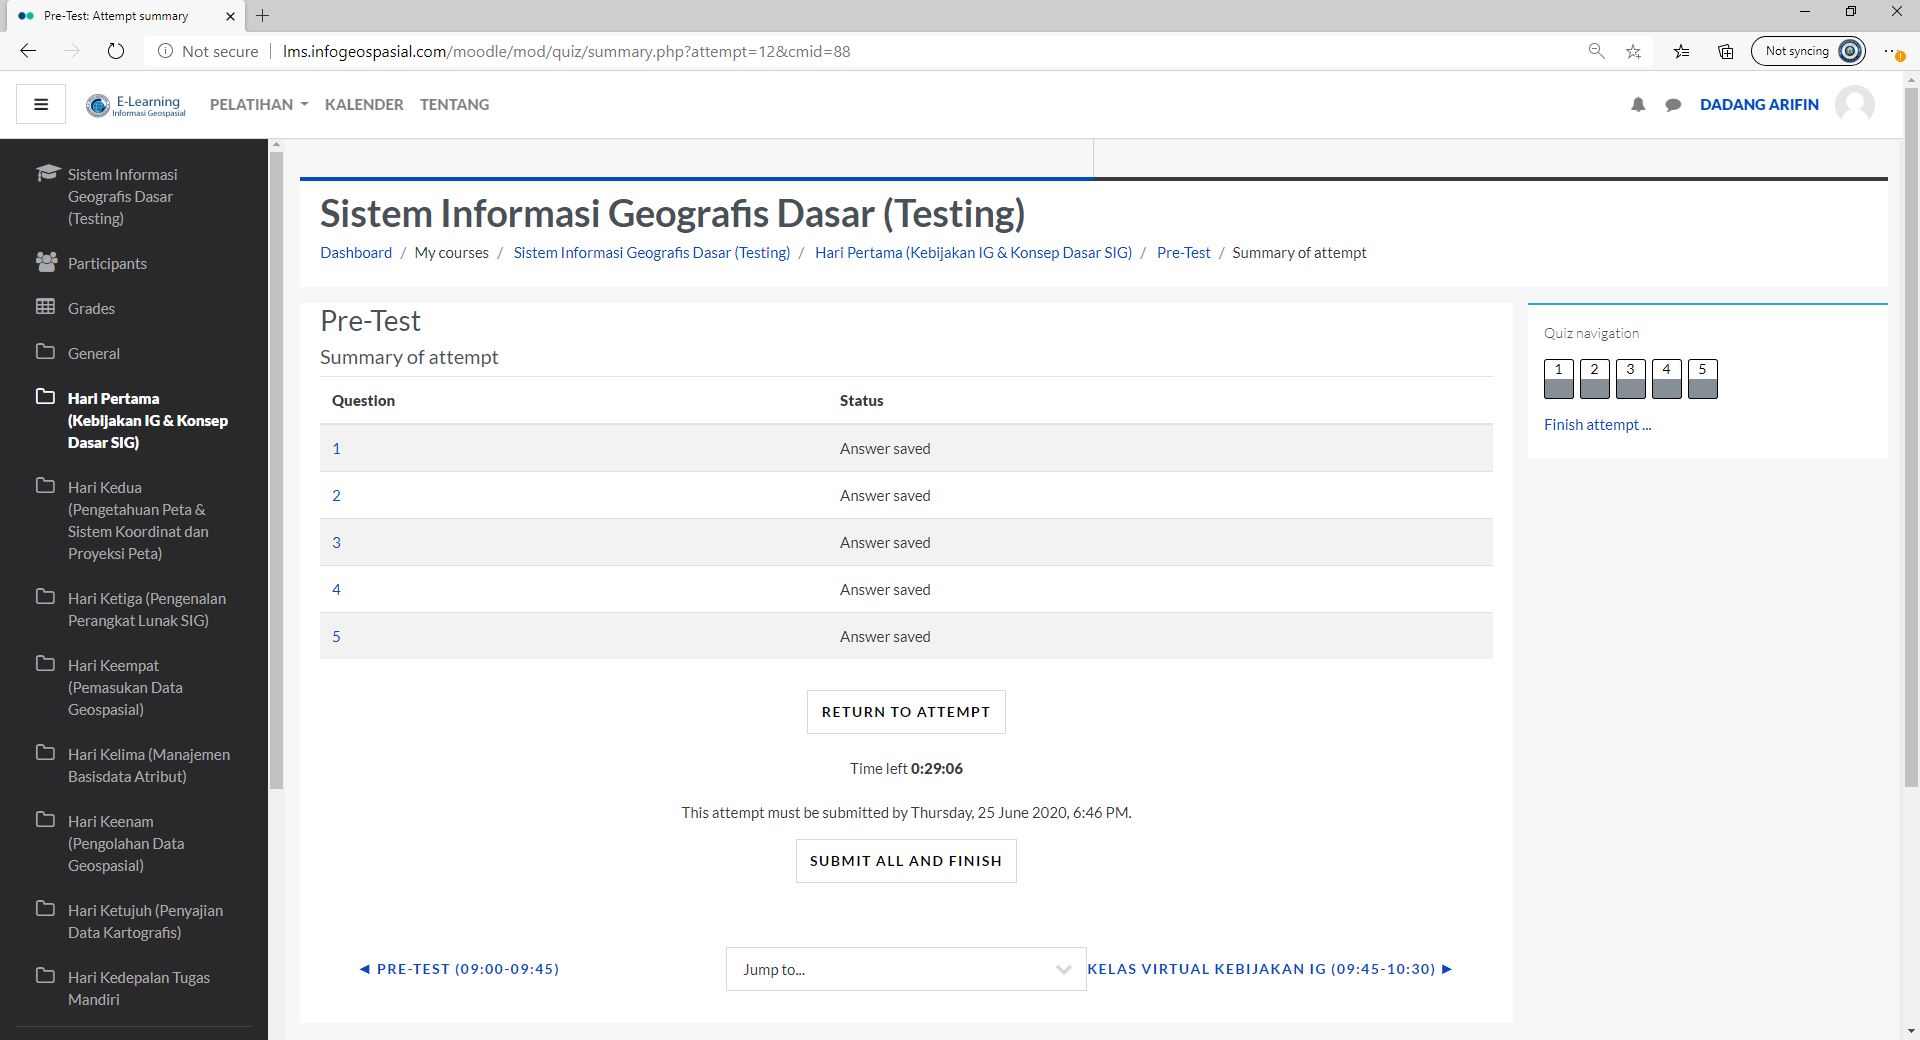 Pre-Test: Attempt summary
Not secure
lms.infogeospasial.com/moodle/mod/quiz/summary.php?attempt=12&cmid=88
Not syncing
E-Learning
Informasi Geospasial
PELATIHAN
KALENDER
TENTANG
DADANG ARIFIN
Sistem Informasi
Geografis Dasar
(Testing)
Participants
Grades
General
Hari Pertama
(Kebijakan IG & Konsep
Dasar SIG)
Hari Kedua
(Pengetahuan Peta &
Sistem Koordinat dan
Proyeksi Peta)
Hari Ketiga (Pengenalan
Perangkat Lunak SIG)
Hari Keempat
(Pemasukan Data
Geospasial)
Hari Kelima (Manajemen
Basisdata Atribut)
Hari Keenam
(Pengolahan Data
Geospasial)
Hari Ketujuh (Penyajian
Data Kartografis)
Hari Kedepalan Tugas
Mandiri
Sistem Informasi Geografis Dasar (Testing)
Dashboard / My courses / Sistem Informasi Geografis Dasar (Testing) / Hari Pertama (Kebijakan IG & Konsep Dasar SIG) / Pre-Test / Summary of attempt
Pre-Test
Summary of attempt
Question Status
1 Answer saved
2 Answer saved
3 Answer saved
4 Answer saved
5 Answer saved
RETURN TO ATTEMPT
Time left 0:29:06
This attempt must be submitted by Thursday, 25 June 2020, 6:46 PM.
SUBMIT ALL AND FINISH
◄ PRE-TEST (09:00-09:45)
Jump to...
KELAS VIRTUAL KEBIJAKAN IG (09:45-10:30) ►
Quiz navigation
1 2 3 4 5
Finish attempt ...